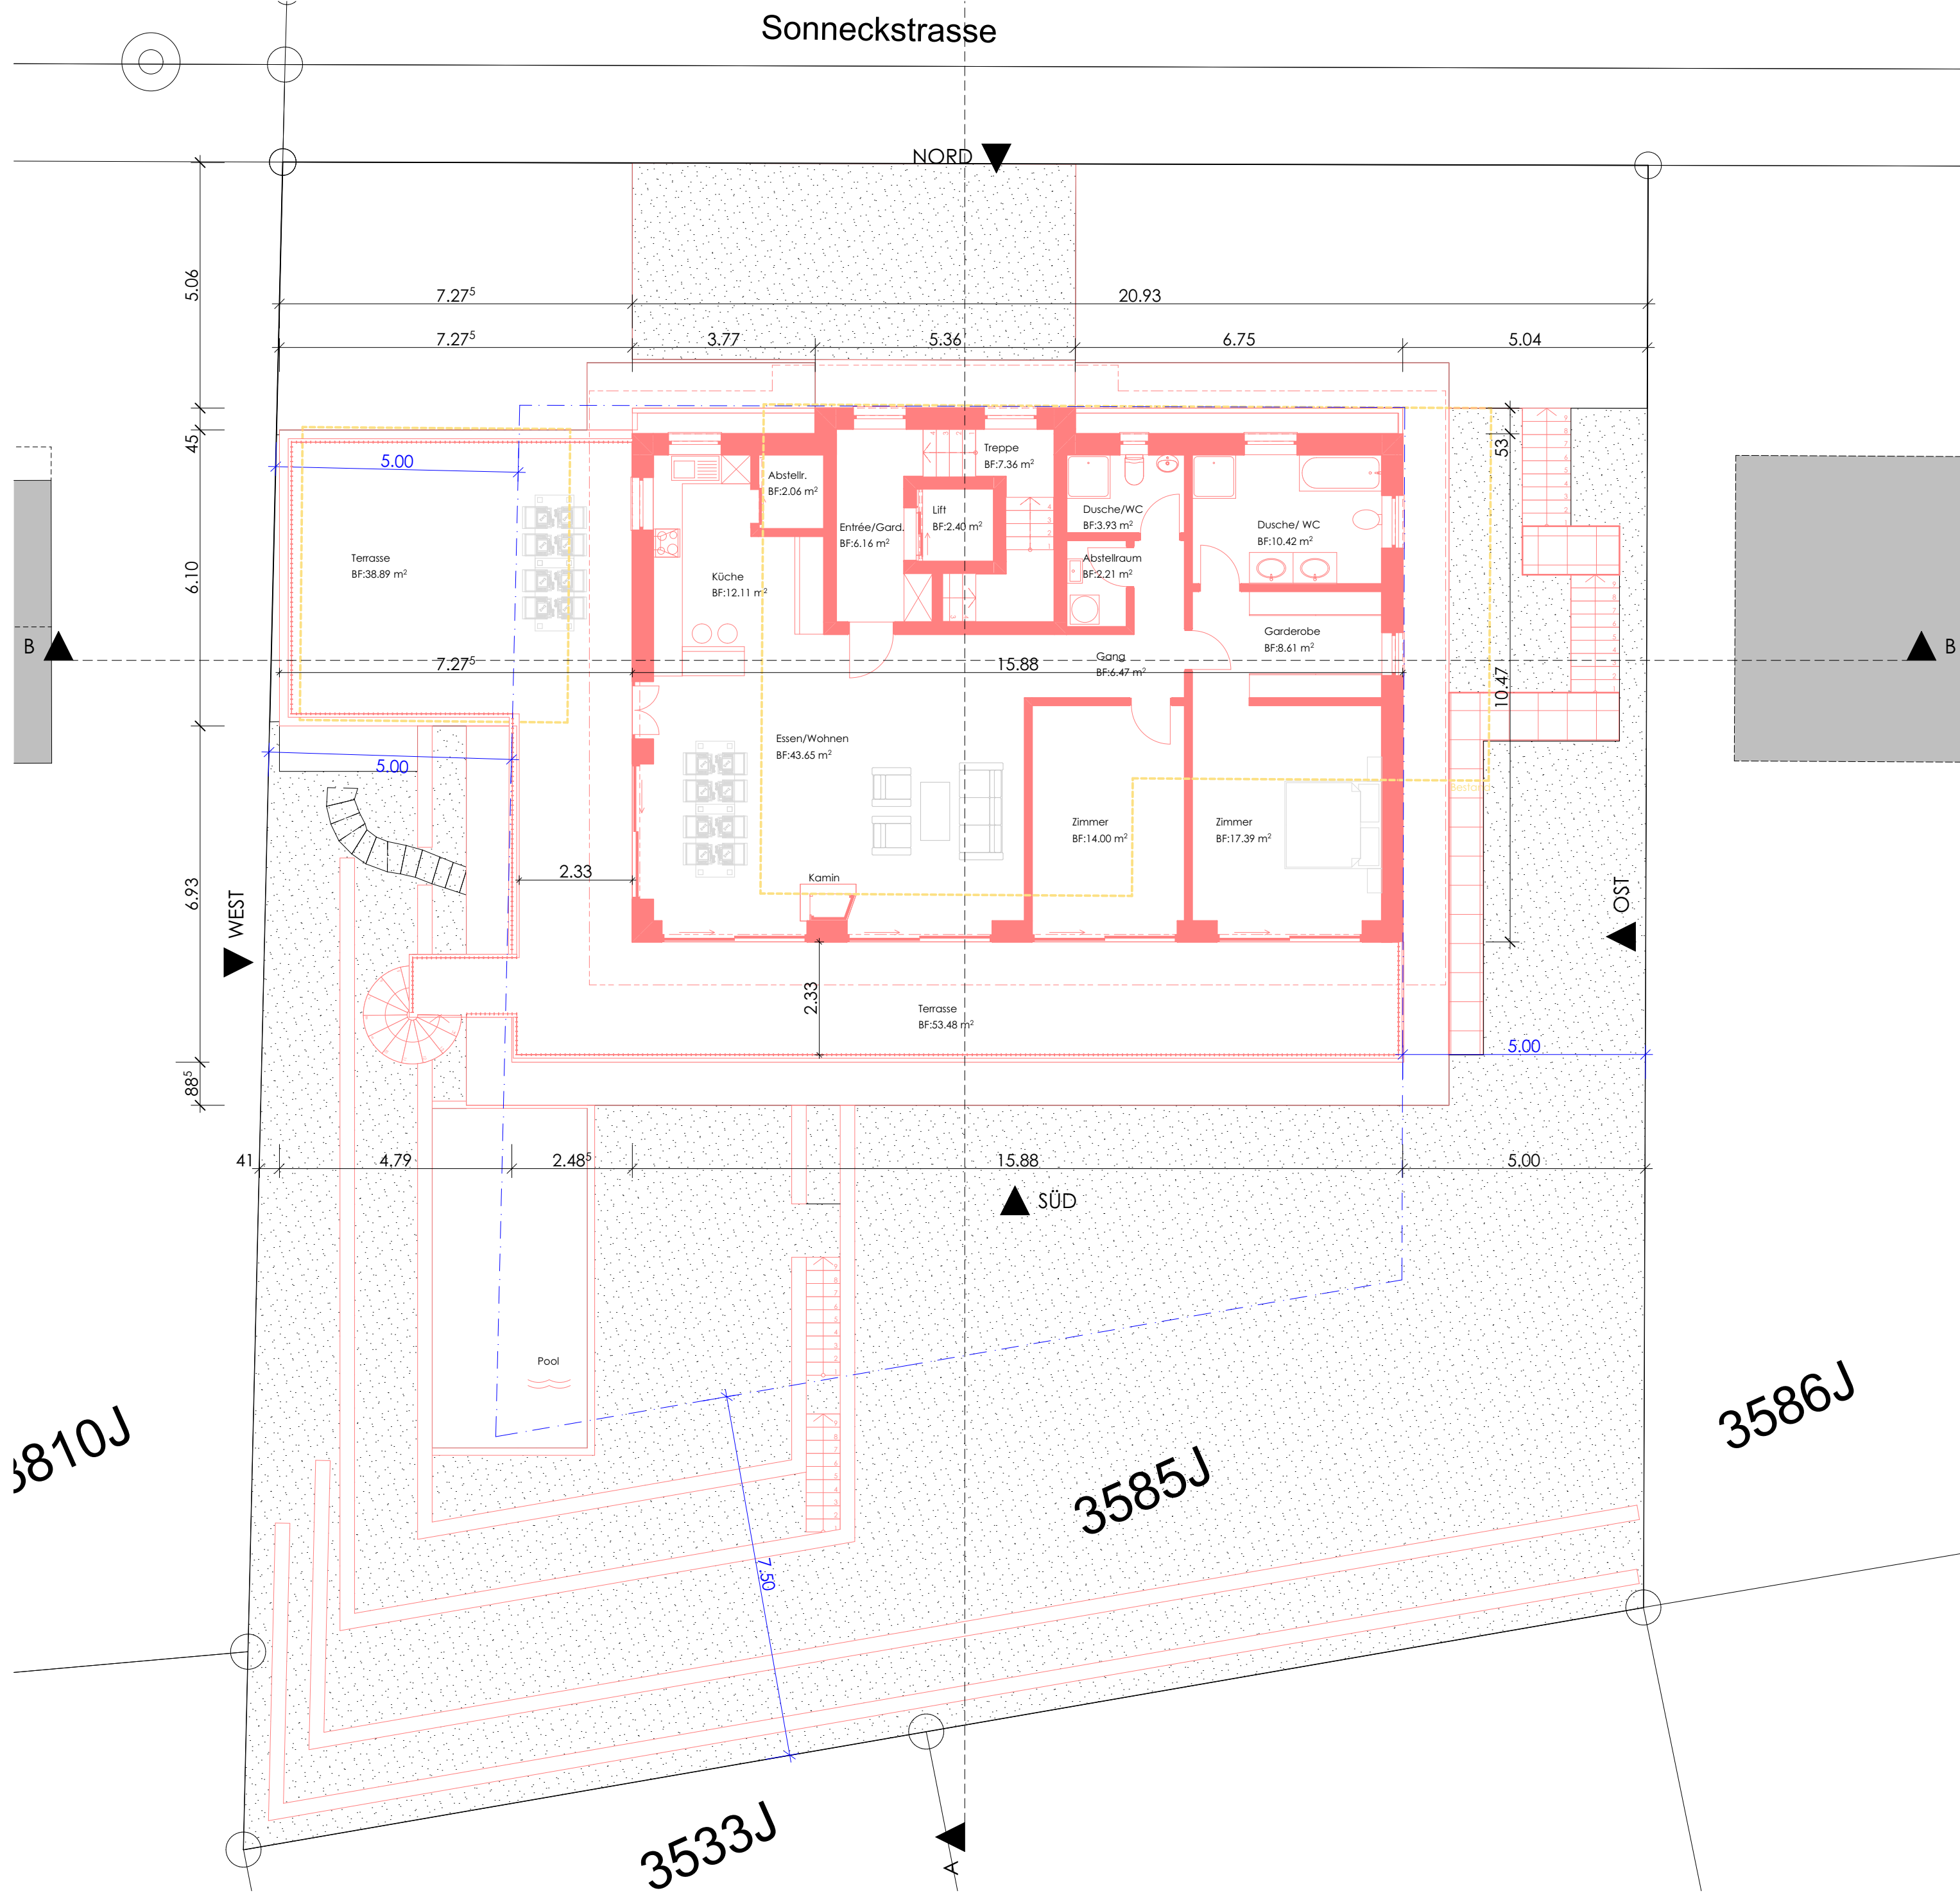 Sonneckstrasse
NORD
5.06
7.27⁵
20.93
7.27⁵
3.77
5.36
6.75
5.04
45
5.00
53
Abstellr.
BF:2.06 m²
Treppe
BF:7.36 m²
Lift
BF:2.40 m²
Entrée/Gard.
BF:6.16 m²
Dusche/WC
BF:3.93 m²
Dusche/ WC
BF:10.42 m²
Terrasse
BF:38.89 m²
Küche
BF:12.11 m²
Abstellraum
BF:2.21 m²
6.10
Garderobe
BF:8.61 m²
B
B
Gang
BF:6.47 m²
7.27⁵
15.88
10.47
Essen/Wohnen
BF:43.65 m²
5.00
Bestand
Zimmer
BF:14.00 m²
Zimmer
BF:17.39 m²
2.33
Kamin
6.93
WEST
OST
2.33
Terrasse
BF:53.48 m²
5.00
88⁵
41
4.79
2.48⁵
15.88
5.00
SÜD
Pool
7.50
3810J
3585J
3586J
3533J
A